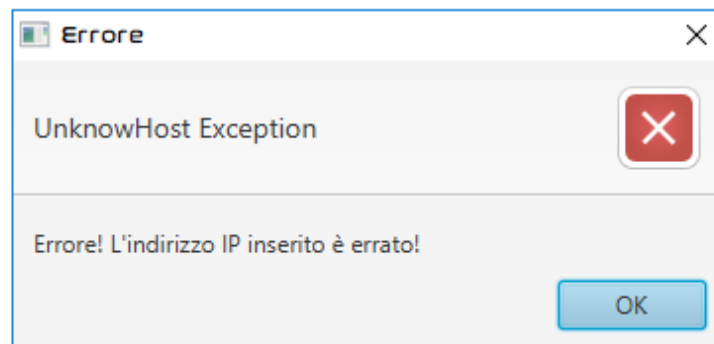 Errore
UnknowHost Exception
Errore! L'indirizzo IP inserito è errato!
OK